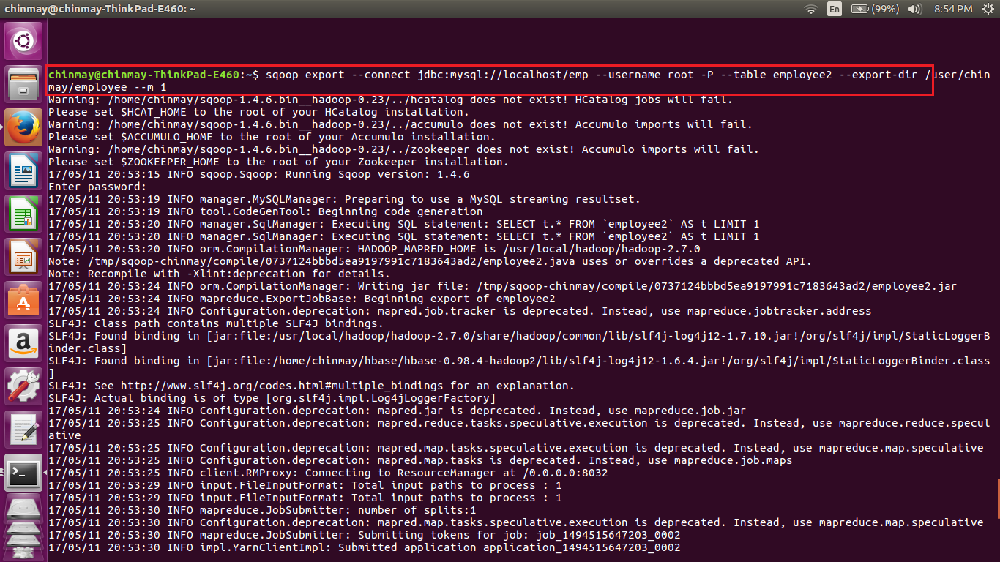 chinmay@chinmay-ThinkPad-E460: ~
En
(99%)
8:54 PM
chinmay@chinmay-ThinkPad-E460:~$ sqoop export --connect jdbc:mysql://localhost/emp --username root -P --table employee2 --export-dir /user/chin
may/employee --m 1
Warning: /home/chinmay/sqoop-1.4.6.bin__hadoop-0.23/../hcatalog does not exist! HCatalog jobs will fail.
Please set $HCAT_HOME to the root of your HCatalog installation.
Warning: /home/chinmay/sqoop-1.4.6.bin__hadoop-0.23/../accumulo does not exist! Accumulo imports will fail.
Please set $ACCUMULO_HOME to the root of your Accumulo installation.
Warning: /home/chinmay/sqoop-1.4.6.bin__hadoop-0.23/../zookeeper does not exist! Accumulo imports will fail.
Please set $ZOOKEEPER_HOME to the root of your Zookeeper installation.
17/05/11 20:53:15 INFO sqoop.Sqoop: Running Sqoop version: 1.4.6
Enter password:
17/05/11 20:53:19 INFO manager.MySQLManager: Preparing to use a MySQL streaming resultset.
17/05/11 20:53:19 INFO tool.CodeGenTool: Beginning code generation
17/05/11 20:53:20 INFO manager.SqlManager: Executing SQL statement: SELECT t.* FROM `employee2` AS t LIMIT 1
17/05/11 20:53:20 INFO manager.SqlManager: Executing SQL statement: SELECT t.* FROM `employee2` AS t LIMIT 1
17/05/11 20:53:20 INFO orm.CompilationManager: HADOOP_MAPRED_HOME is /usr/local/hadoop/hadoop-2.7.0
Note: /tmp/sqoop-chinmay/compile/0737124bbbd5ea9197991c7183643ad2/employee2.java uses or overrides a deprecated API.
Note: Recompile with -Xlint:deprecation for details.
17/05/11 20:53:24 INFO orm.CompilationManager: Writing jar file: /tmp/sqoop-chinmay/compile/0737124bbbd5ea9197991c7183643ad2/employee2.jar
17/05/11 20:53:24 INFO mapreduce.ExportJobBase: Beginning export of employee2
17/05/11 20:53:24 INFO Configuration.deprecation: mapred.job.tracker is deprecated. Instead, use mapreduce.jobtracker.address
SLF4J: Class path contains multiple SLF4J bindings.
SLF4J: Found binding in [jar:file:/usr/local/hadoop/hadoop-2.7.0/share/hadoop/common/lib/slf4j-log4j12-1.7.10.jar!/org/slf4j/impl/StaticLoggerB
inder.class]
SLF4J: Found binding in [jar:file:/home/chinmay/hbase/hbase-0.98.4-hadoop2/lib/slf4j-log4j12-1.6.4.jar!/org/slf4j/impl/StaticLoggerBinder.class
]
SLF4J: See http://www.slf4j.org/codes.html#multiple_bindings for an explanation.
SLF4J: Actual binding is of type [org.slf4j.impl.Log4jLoggerFactory]
17/05/11 20:53:24 INFO Configuration.deprecation: mapred.jar is deprecated. Instead, use mapreduce.job.jar
17/05/11 20:53:25 INFO Configuration.deprecation: mapred.reduce.tasks.speculative.execution is deprecated. Instead, use mapreduce.reduce.specul
ative
17/05/11 20:53:25 INFO Configuration.deprecation: mapred.map.tasks.speculative.execution is deprecated. Instead, use mapreduce.map.speculative
17/05/11 20:53:25 INFO Configuration.deprecation: mapred.map.tasks is deprecated. Instead, use mapreduce.job.maps
17/05/11 20:53:25 INFO client.RMProxy: Connecting to ResourceManager at /0.0.0.0:8032
17/05/11 20:53:29 INFO input.FileInputFormat: Total input paths to process : 1
17/05/11 20:53:29 INFO input.FileInputFormat: Total input paths to process : 1
17/05/11 20:53:30 INFO mapreduce.JobSubmitter: number of splits:1
17/05/11 20:53:30 INFO Configuration.deprecation: mapred.map.tasks.speculative.execution is deprecated. Instead, use mapreduce.map.speculative
17/05/11 20:53:30 INFO mapreduce.JobSubmitter: Submitting tokens for job: job_1494515647203_0002
17/05/11 20:53:30 INFO impl.YarnClientImpl: Submitted application application_1494515647203_0002